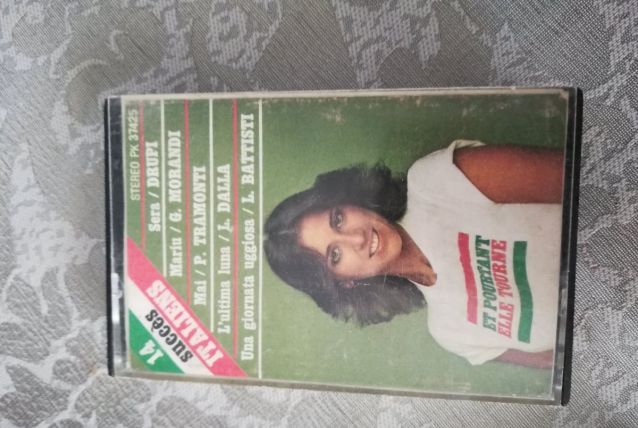 STEREO PK 37425
14
succès
ITALIENS
Sera / DRUPI
Mariu / G. MORANDI
Mai / P. TRAMONTI
L'ultima luna / L. DALLA
Una giornata uggiosa / L. BATTISTI
ET POURTANT
ELLE TOURNE